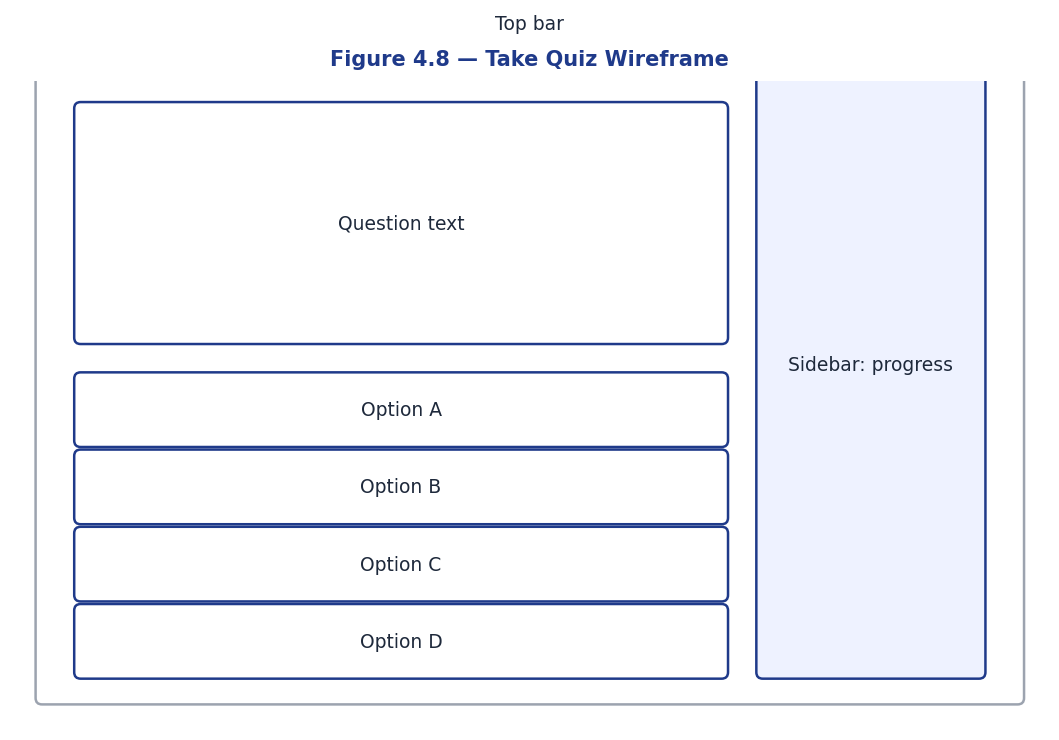 Top bar
Figure 4.8 — Take Quiz Wireframe
Question text
Sidebar: progress
Option A
Option B
Option C
Option D